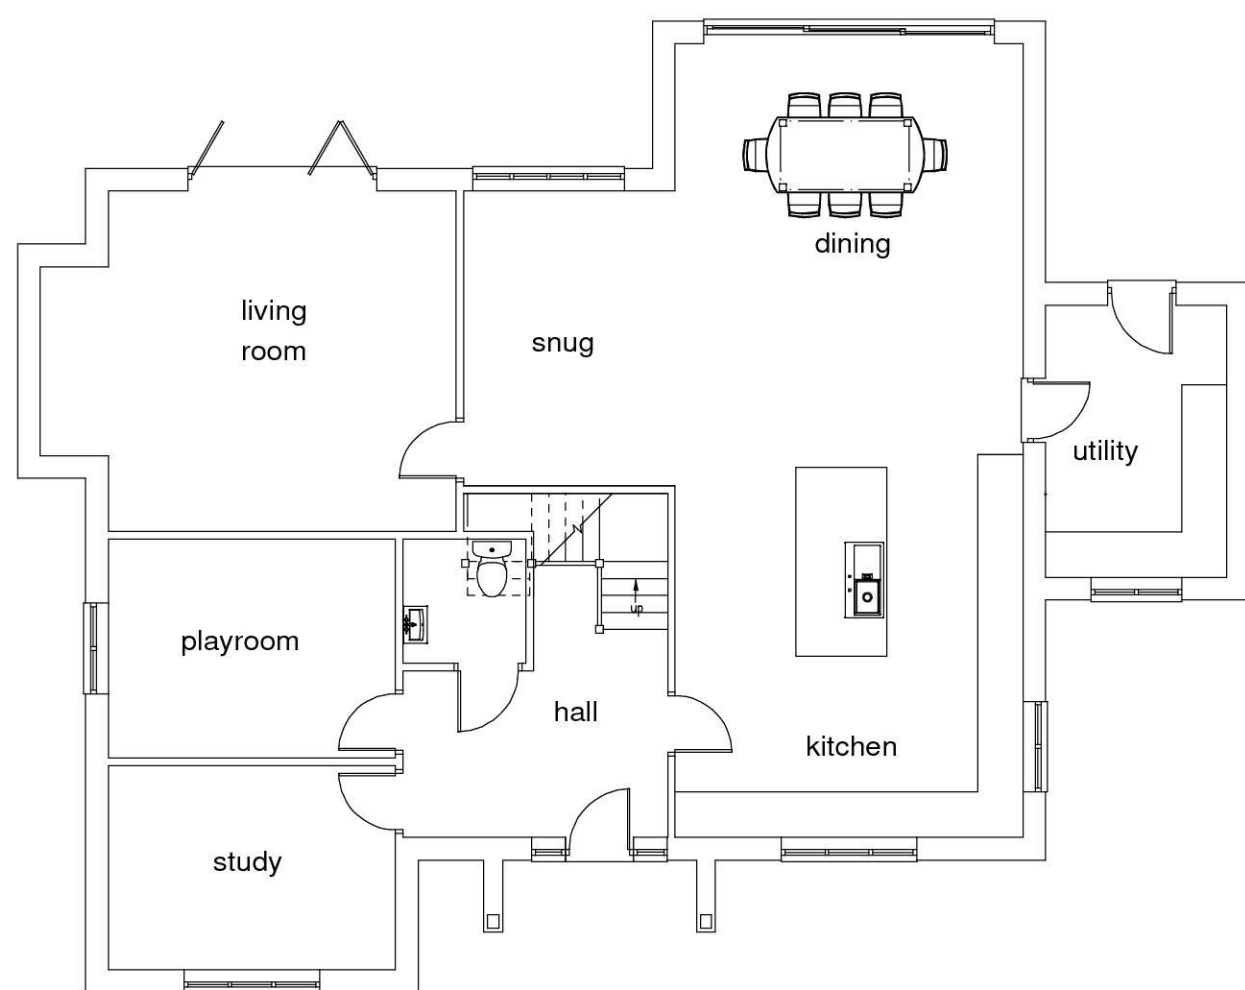 dining
living
room
snug
utility
up
playroom
hall
kitchen
study